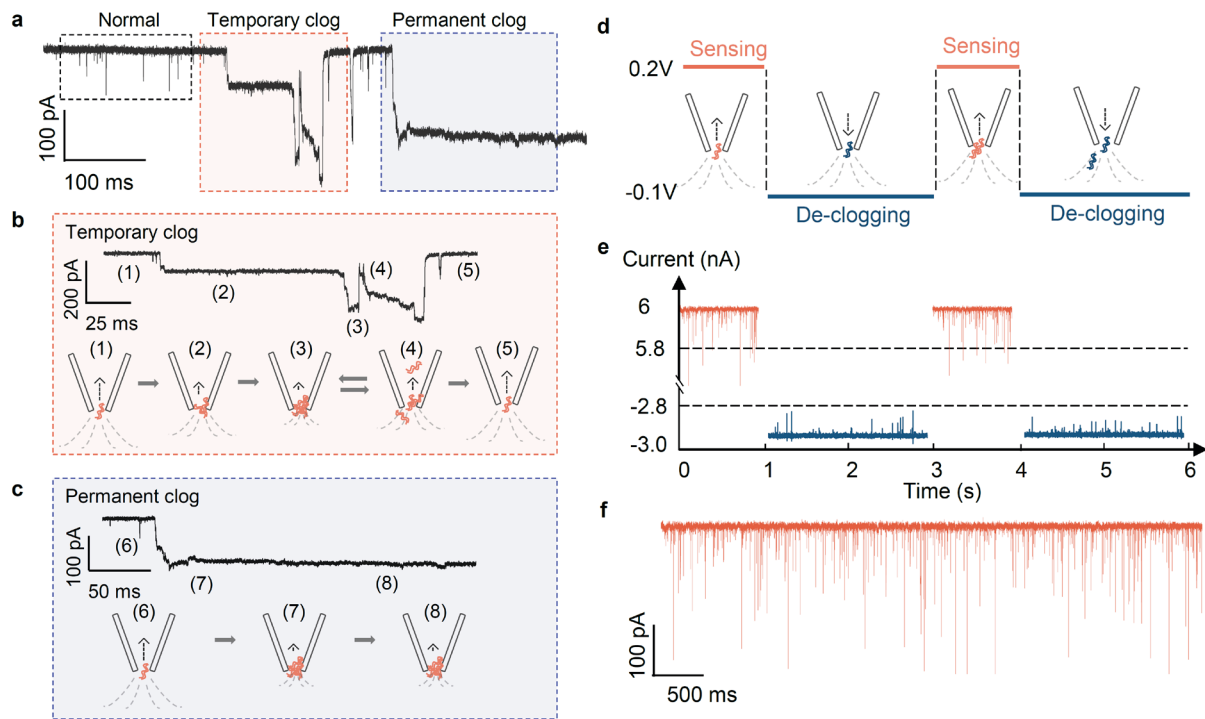 a
Normal
Temporary clog
Permanent clog
100 pA
100 ms
b
Temporary clog
200 pA
25 ms
(1)
(2)
(3)
(4)
(5)
(1)
(2)
(3)
(4)
(5)
c
Permanent clog
100 pA
50 ms
(6)
(7)
(8)
(6)
(7)
(8)
d
Sensing
Sensing
0.2V
-0.1V
De-clogging
De-clogging
e
Current (nA)
6
5.8
-2.8
-3.0
0
1
2
3
4
5
6
Time (s)
f
100 pA
500 ms